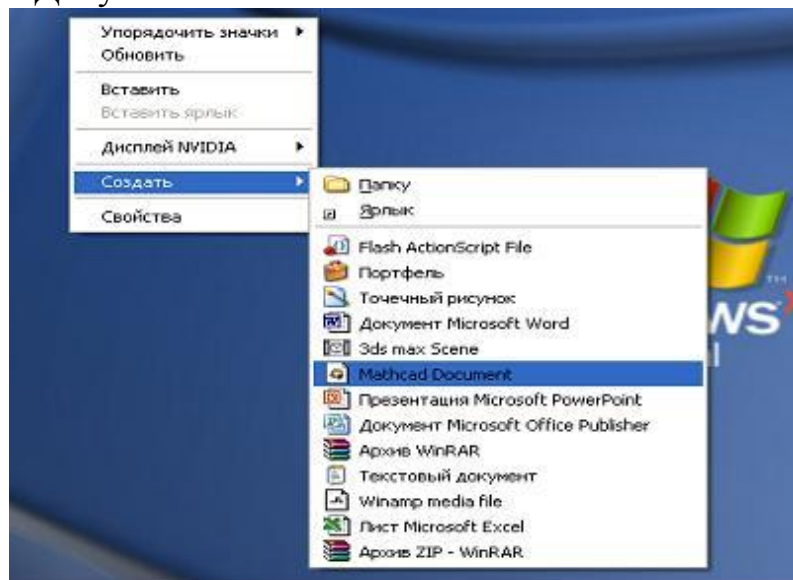 Упорядочить значки
Обновить
Вставить
Вставить ярлык
Дисплей NVIDIA
Создать
Свойства
Папку
Ярлык
Flash ActionScript File
Портфель
Точечный рисунок
Документ Microsoft Word
3ds max Scene
Mathcad Document
Презентация Microsoft PowerPoint
Документ Microsoft Office Publisher
Архив WinRAR
Текстовый документ
Winamp media file
Лист Microsoft Excel
Архив ZIP - WinRAR